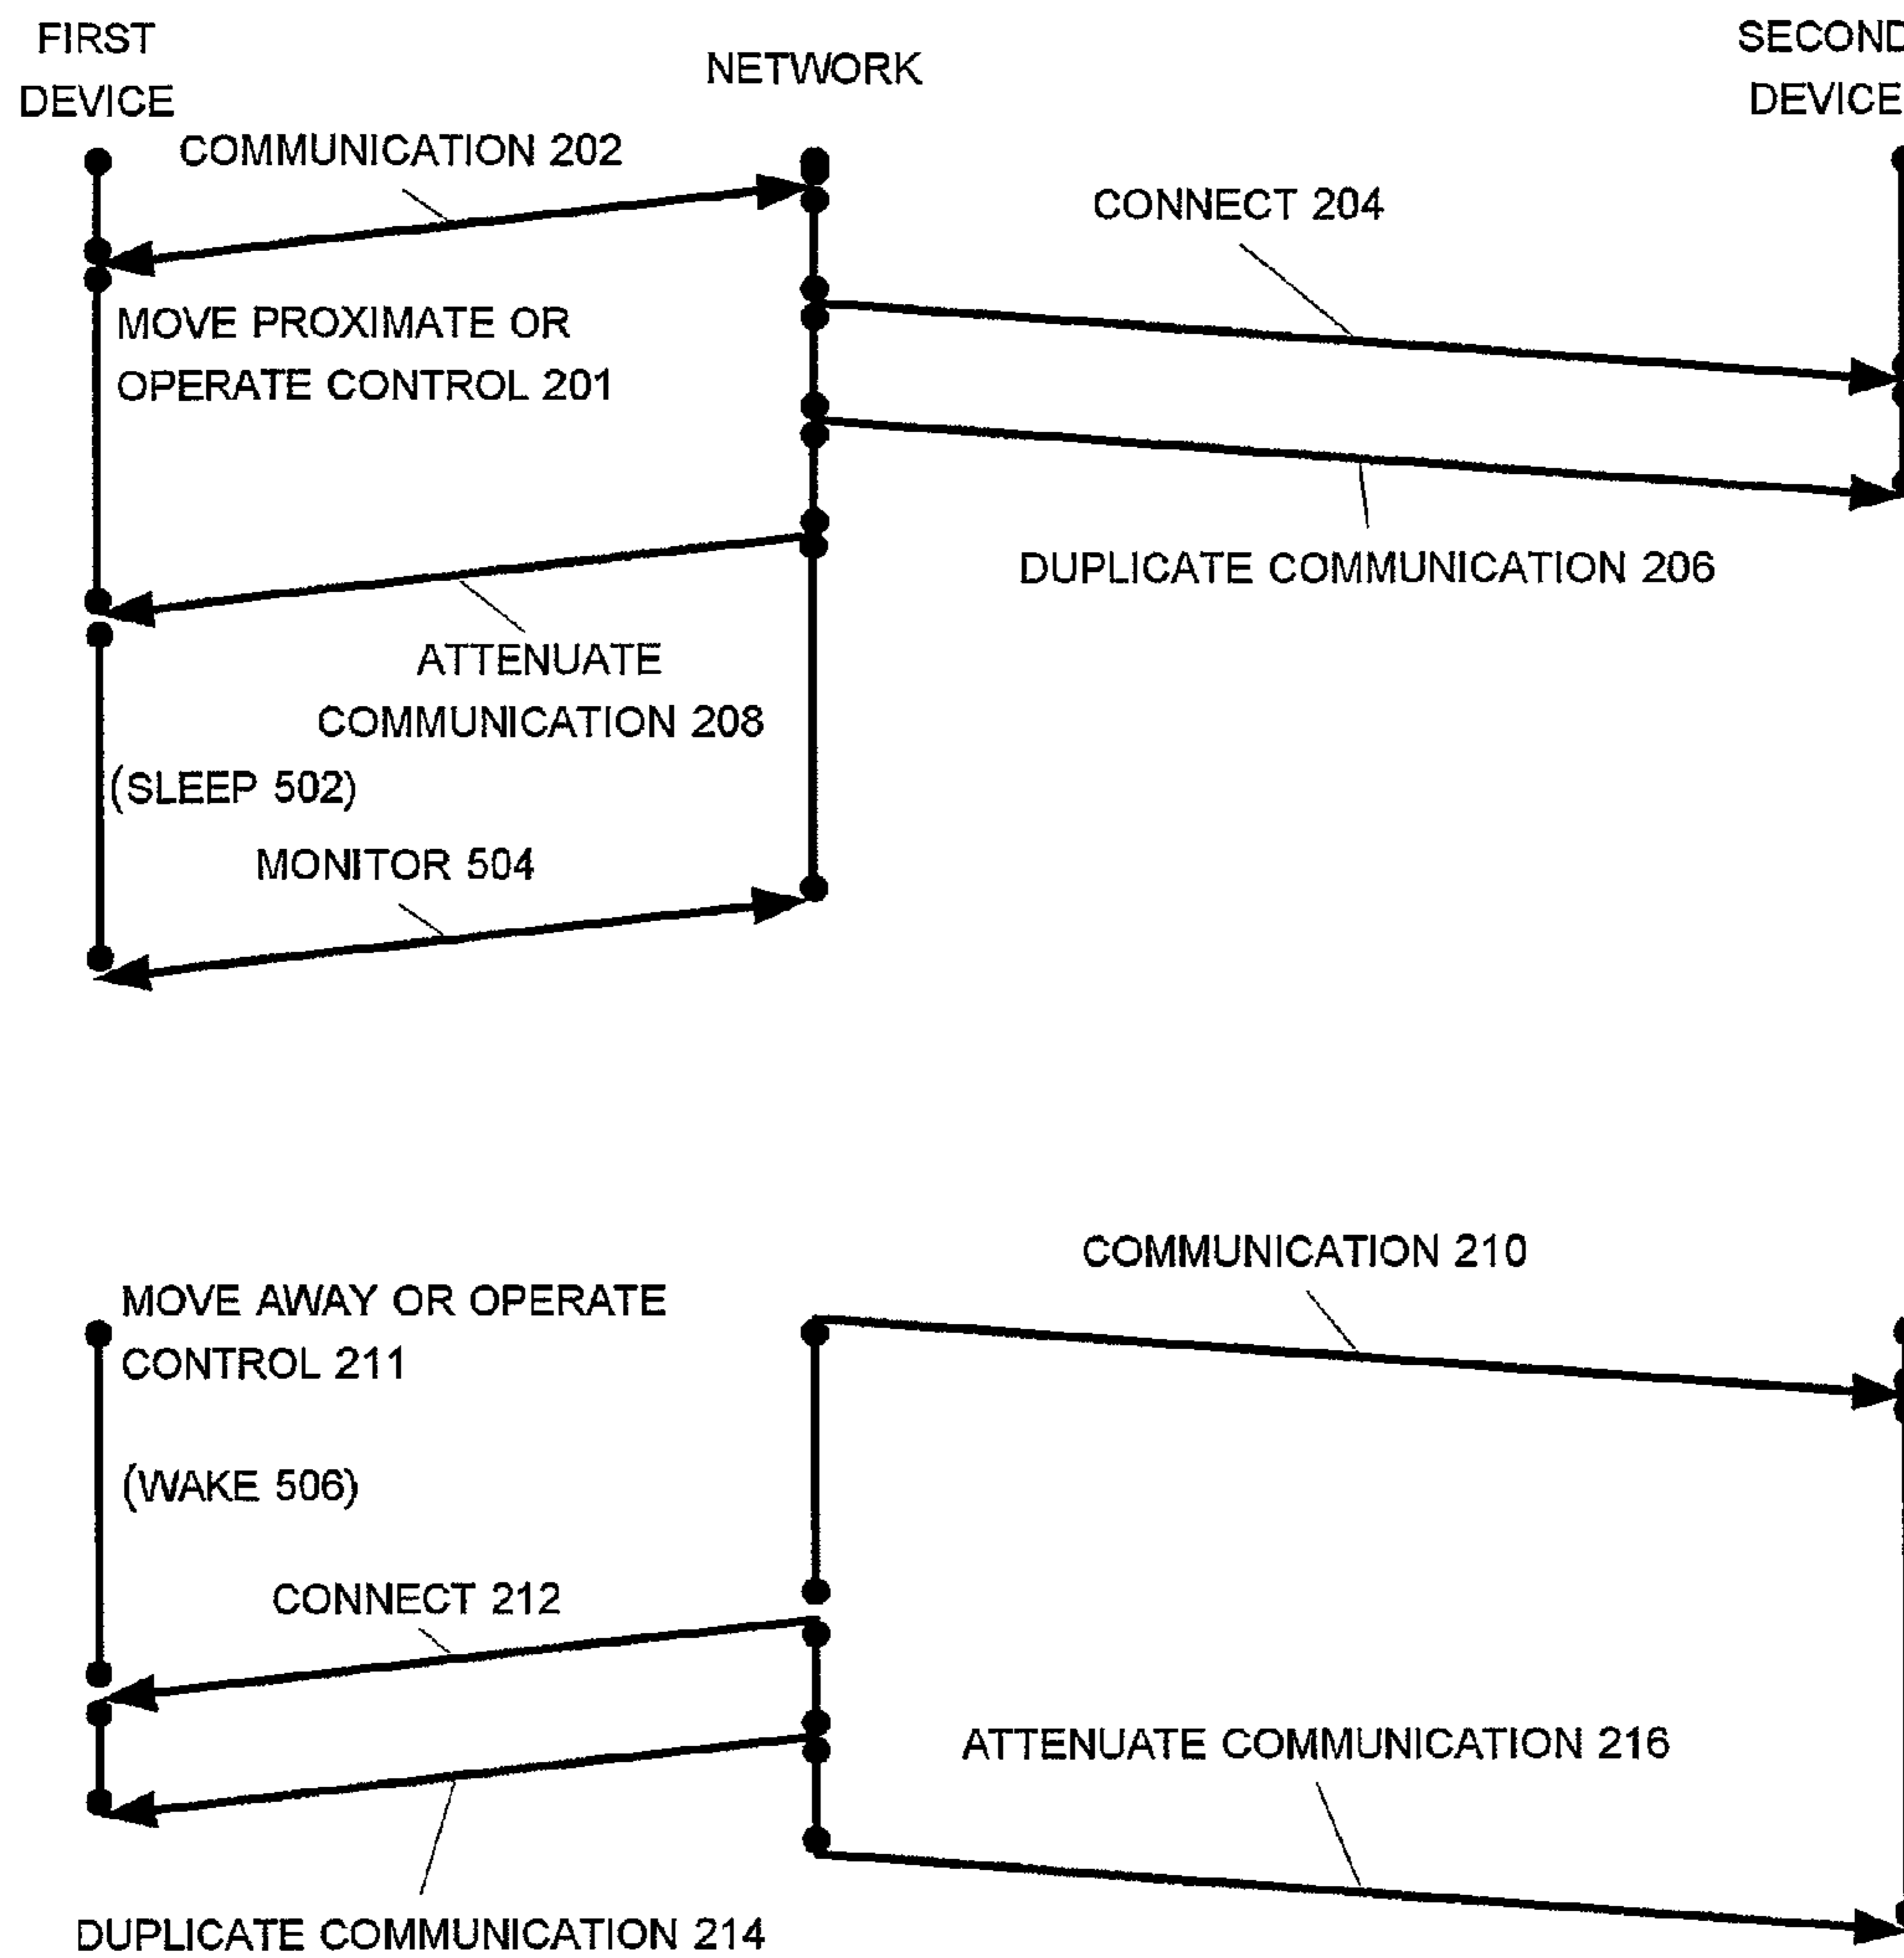 FIRST
DEVICE
NETWORK
SECOND
DEVICE
COMMUNICATION 202
CONNECT 204
MOVE PROXIMATE OR
OPERATE CONTROL 201
DUPLICATE COMMUNICATION 206
ATTENUATE
COMMUNICATION 208
(SLEEP 502)
MONITOR 504
COMMUNICATION 210
MOVE AWAY OR OPERATE
CONTROL 211
(WAKE 506)
CONNECT 212
ATTENUATE COMMUNICATION 216
DUPLICATE COMMUNICATION 214